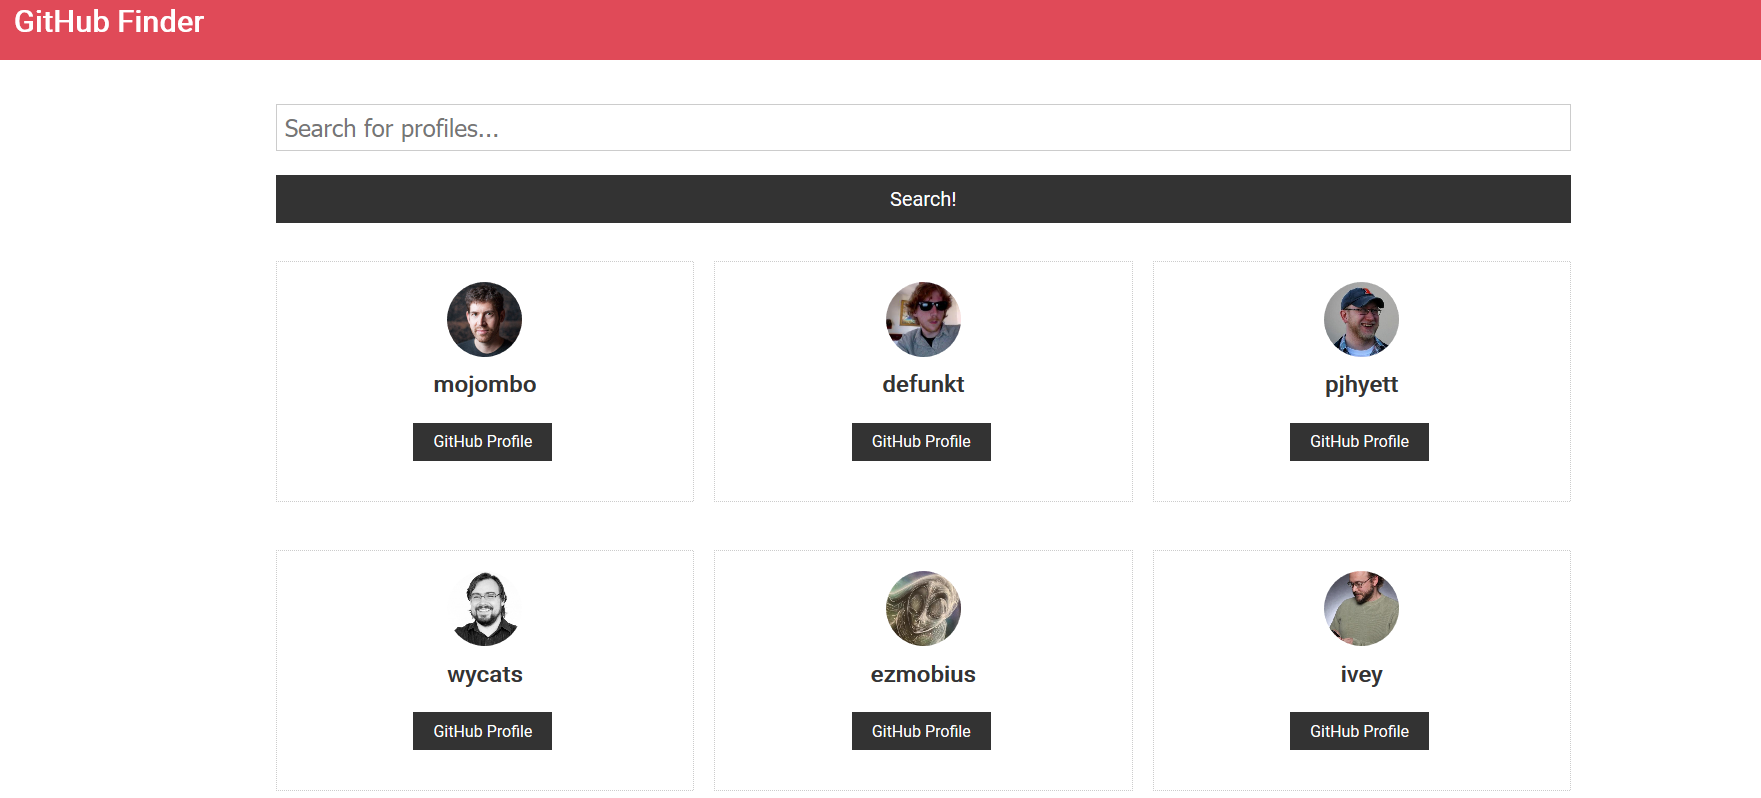 GitHub Finder
Search for profiles...
Search!
mojombo
defunkt
pjhyett
GitHub Profile
GitHub Profile
GitHub Profile
wycats
ezmobius
ivey
GitHub Profile
GitHub Profile
GitHub Profile